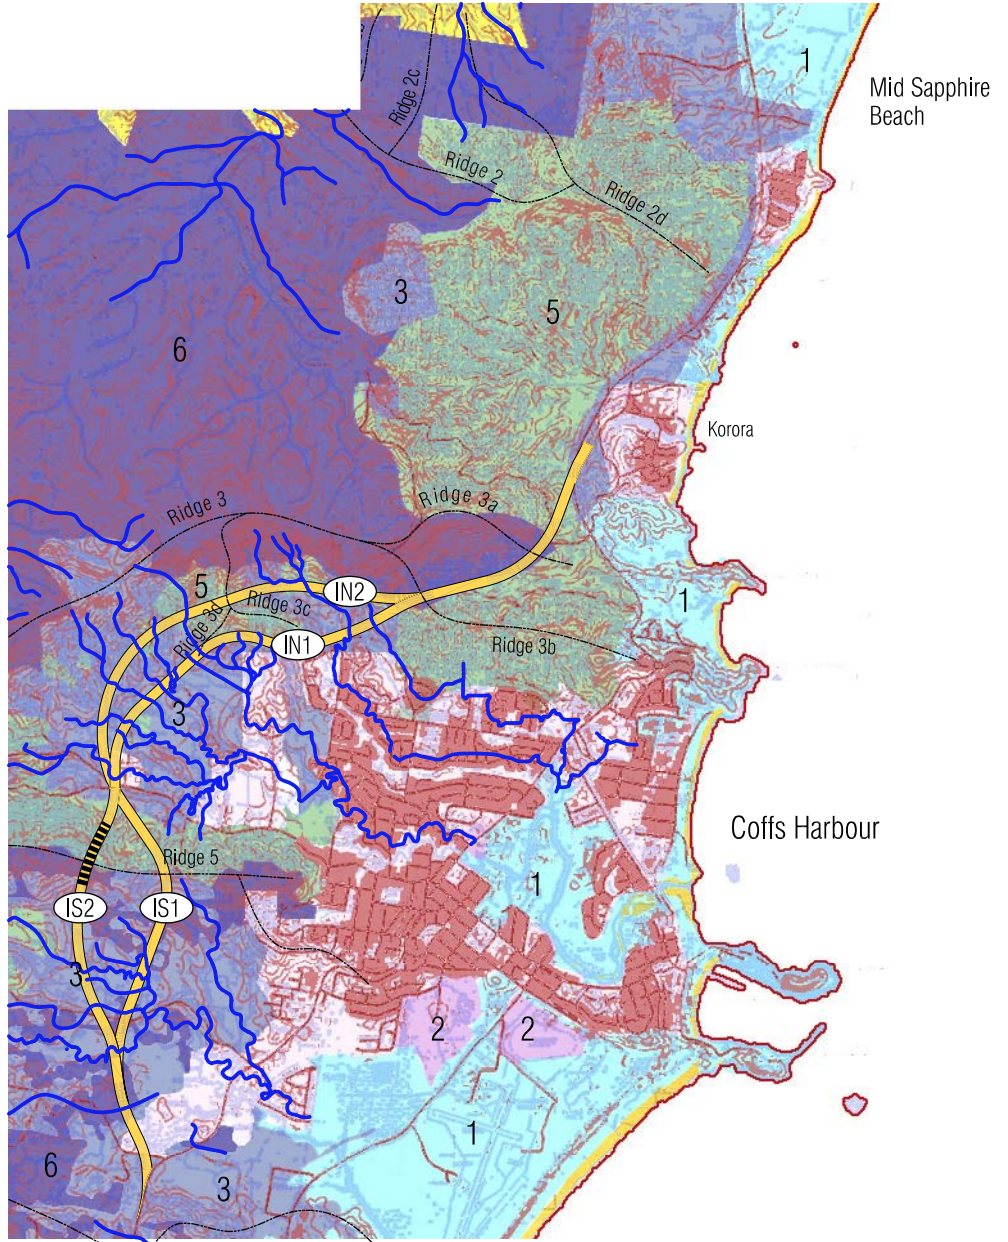 1
Mid Sapphire
Beach
Ridge 2c
Ridge 2
Ridge 2d
3
5
6
Korora
Ridge 3
Ridge 3a
5
IN2
1
Ridge 3c
Ridge 3d
IN1
Ridge 3b
3
Coffs Harbour
Ridge 5
1
IS2
IS1
3
2
2
1
6
3